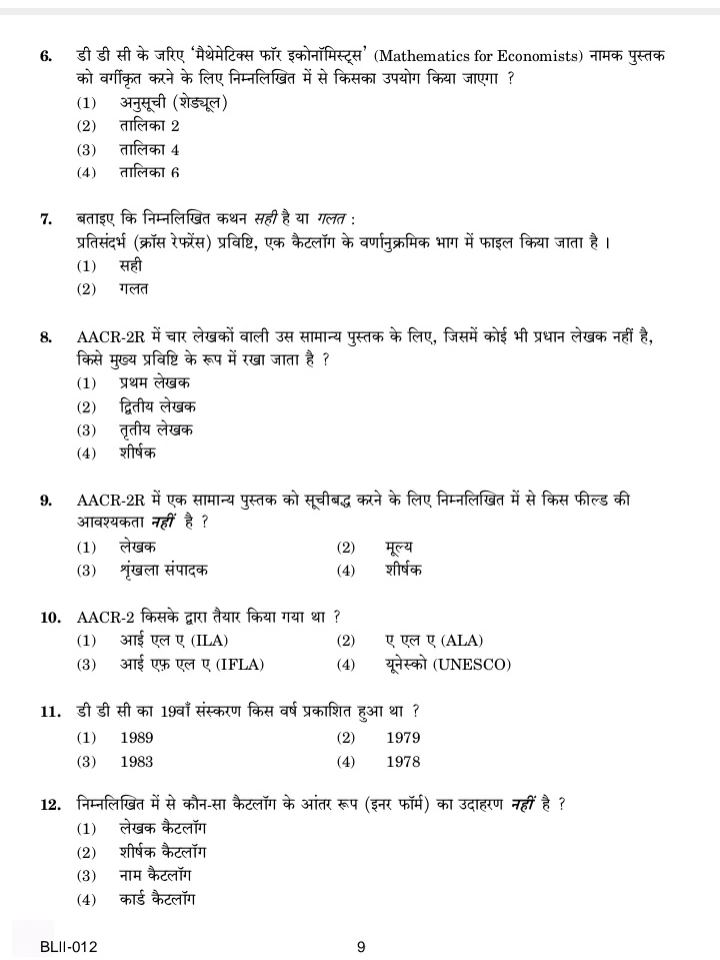 6. डी डी सी के जरिए ‘मैथेमेटिक्स फॉर इकोनॉमिस्ट्स’ (Mathematics for Economists) नामक पुस्तक
को वर्गीकृत करने के लिए निम्नलिखित में से किसका उपयोग किया जाएगा ?
(1) अनुसूची (शेड्यूल)
(2) तालिका 2
(3) तालिका 4
(4) तालिका 6
7. बताइए कि निम्नलिखित कथन सही है या गलत :
प्रतिसंदर्भ (क्रॉस रेफरेंस) प्रविष्टि, एक कैटलॉग के वर्णानुक्रमिक भाग में फाइल किया जाता है ।
(1) सही
(2) गलत
8. AACR-2R में चार लेखकों वाली उस सामान्य पुस्तक के लिए, जिसमें कोई भी प्रधान लेखक नहीं है,
किसे मुख्य प्रविष्टि के रूप में रखा जाता है ?
(1) प्रथम लेखक
(2) द्वितीय लेखक
(3) तृतीय लेखक
(4) शीर्षक
9. AACR-2R में एक सामान्य पुस्तक को सूचीबद्ध करने के लिए निम्नलिखित में से किस फील्ड की
आवश्यकता नहीं है ?
(1) लेखक (2) मूल्य
(3) शृंखला संपादक (4) शीर्षक
10. AACR-2 किसके द्वारा तैयार किया गया था ?
(1) आई एल ए (ILA) (2) ए एल ए (ALA)
(3) आई एफ़ एल ए (IFLA) (4) यूनेस्को (UNESCO)
11. डी डी सी का 19वाँ संस्करण किस वर्ष प्रकाशित हुआ था ?
(1) 1989 (2) 1979
(3) 1983 (4) 1978
12. निम्नलिखित में से कौन-सा कैटलॉग के आंतर रूप (इनर फॉर्म) का उदाहरण नहीं है ?
(1) लेखक कैटलॉग
(2) शीर्षक कैटलॉग
(3) नाम कैटलॉग
(4) कार्ड कैटलॉग
BLII-012 9